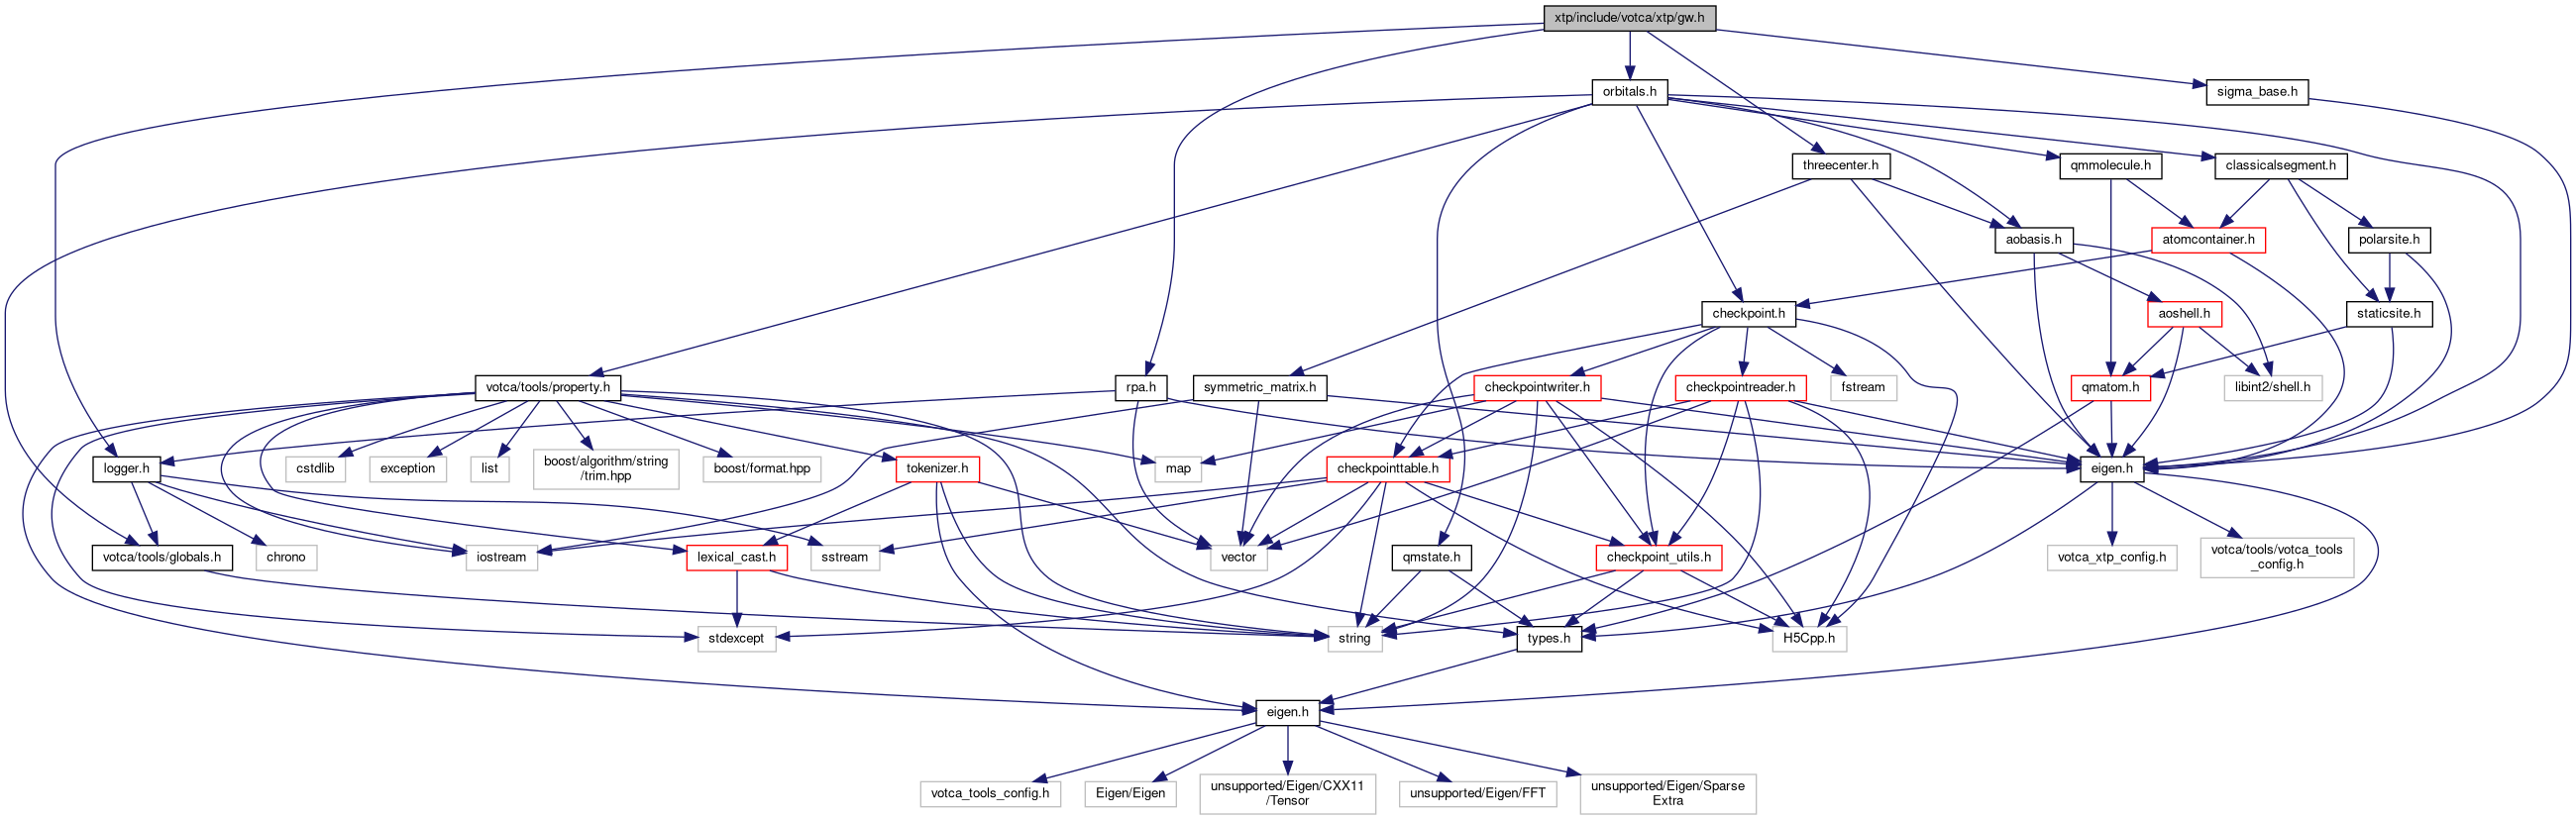 xtp/include/votca/xtp/gw.h
orbitals.h
sigma_base.h
threecenter.h
qmmolecule.h
classicalsegment.h
aobasis.h
atomcontainer.h
polarsite.h
checkpoint.h
aoshell.h
staticsite.h
votca/tools/property.h
rpa.h
symmetric_matrix.h
checkpointwriter.h
checkpointreader.h
fstream
qmatom.h
libint2/shell.h
logger.h
cstdlib
exception
list
boost/algorithm/string
/trim.hpp
boost/format.hpp
tokenizer.h
map
checkpointtable.h
eigen.h
votca/tools/globals.h
chrono
iostream
lexical_cast.h
sstream
vector
qmstate.h
checkpoint_utils.h
votca_xtp_config.h
votca/tools/votca_tools
_config.h
stdexcept
string
types.h
H5Cpp.h
eigen.h
votca_tools_config.h
Eigen/Eigen
unsupported/Eigen/CXX11
/Tensor
unsupported/Eigen/FFT
unsupported/Eigen/Sparse
Extra